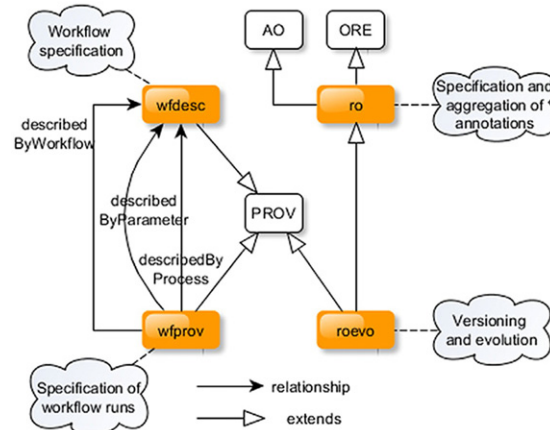 Workflow
specification
AO
ORE
wfdesc
ro
Specification and
aggregation of
annotations
described
ByWorkflow
described
ByParameter
PROV
describedBy
Process
wfprov
roevo
Versioning
and evolution
Specification of
workflow runs
relationship
extends